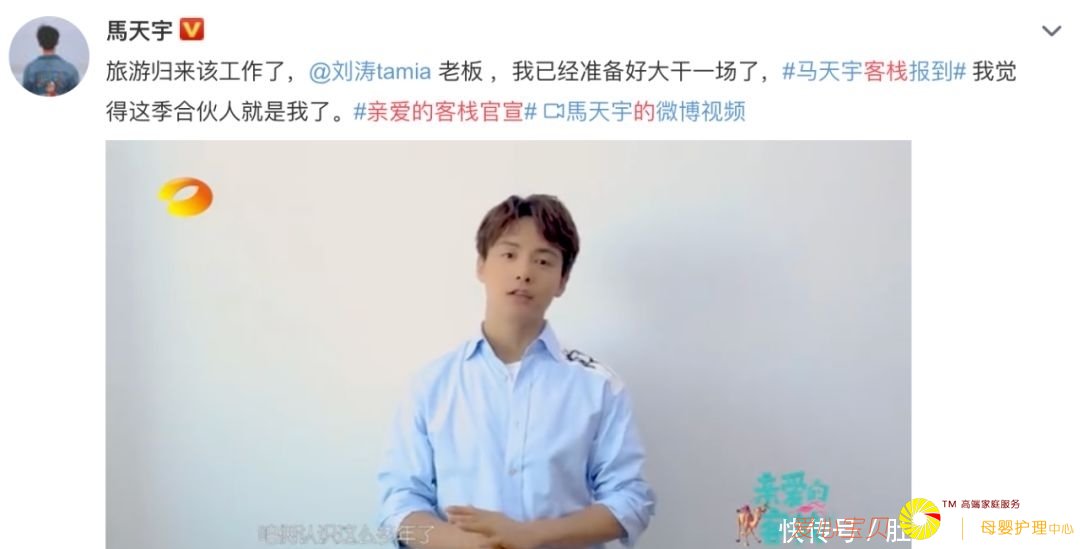 馬天宇 V
旅游归来该工作了，@刘涛tamia 老板 ，我已经准备好大干一场了，#马天宇客栈报到# 我觉
得这季合伙人就是我了。#亲爱的客栈官宣# 馬天宇的微博视频
亲爱的
快传号 / 肚
TM 高端家庭服务
母婴护理中心